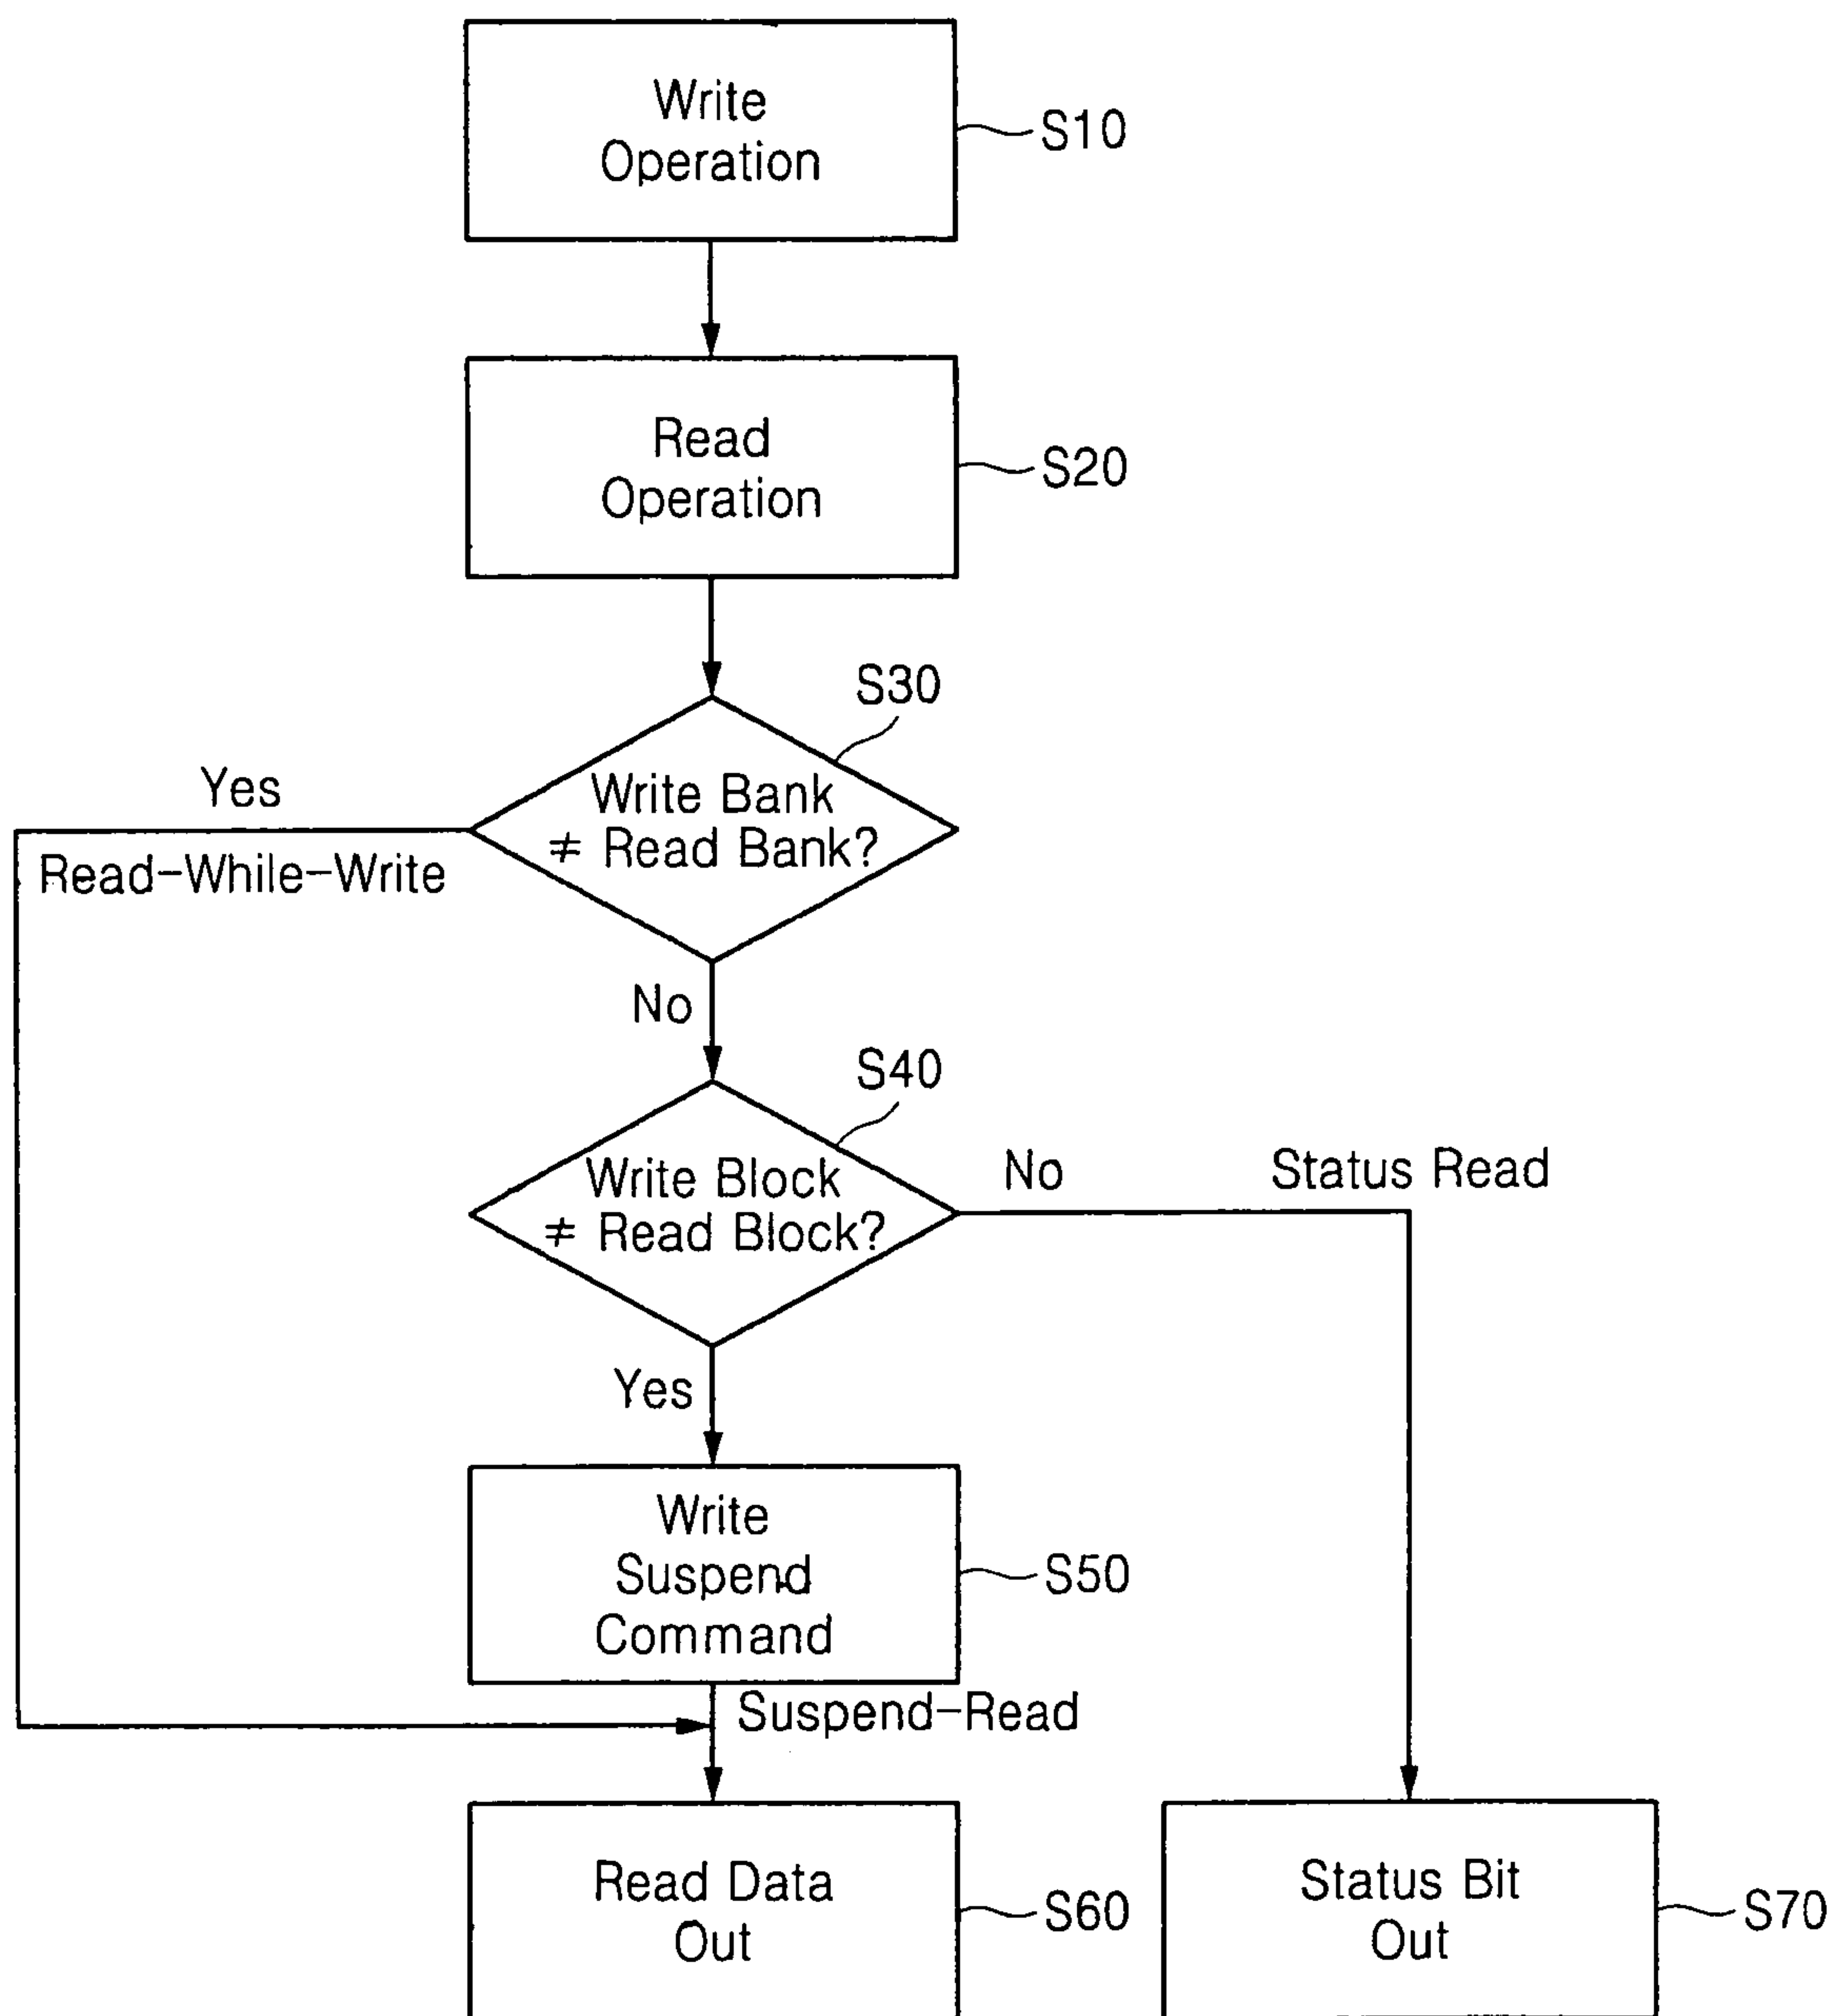 Write
Operation
S10
Read
Operation
S20
S30
Write Bank
≠ Read Bank?
Yes
Read-While-Write
No
S40
Write Block
≠ Read Block?
No
Status Read
Yes
Write
Suspend
Command
S50
Suspend-Read
Read Data
Out
S60
Status Bit
Out
S70